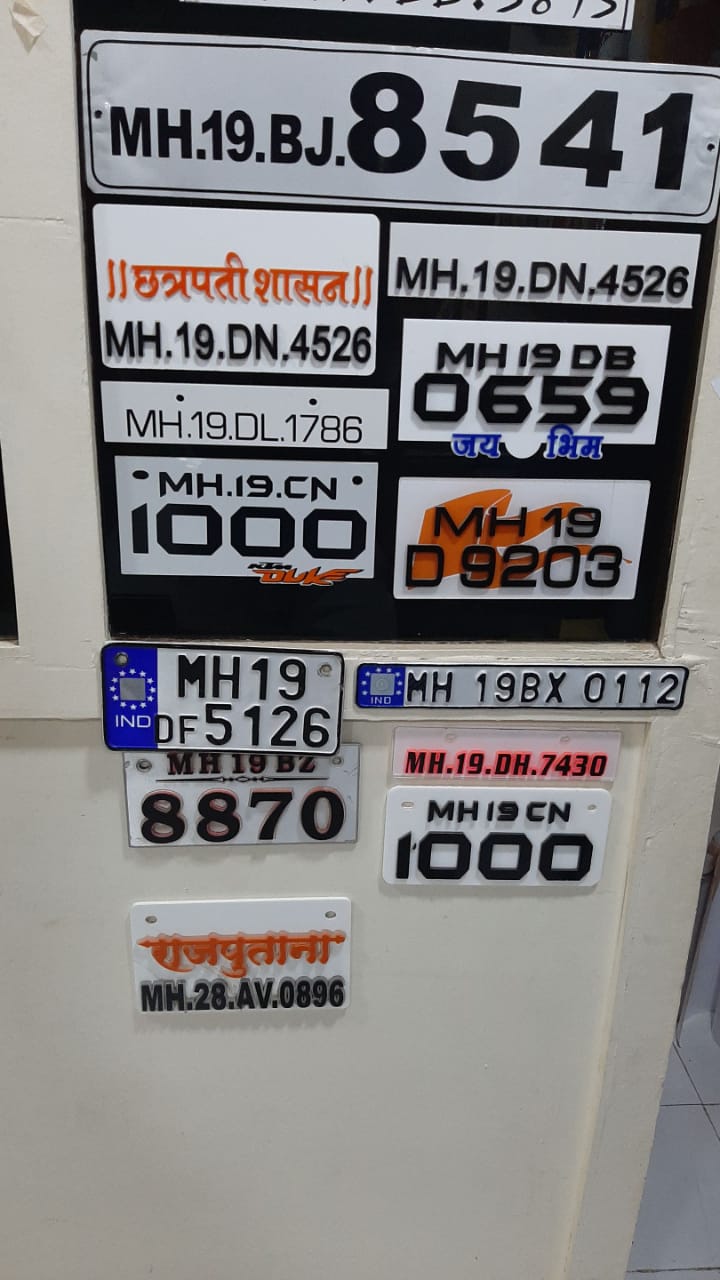 MH.19.BJ.8541
||छत्रपती शासन||
MH.19.DN.4526
MH.19.DN.4526
MH 19 DB
0659
जय भिम
MH.19.DL.1786
MH.19.CN
1000
KTM
DUKE
MH 19
D 9203
MH19
DF5126
IND
MH 19BX 0112
IND
MH 19 BZ
8870
MH.19.DH.7430
MH 19 CN
1000
राजपुताना
MH.28.AV.0896